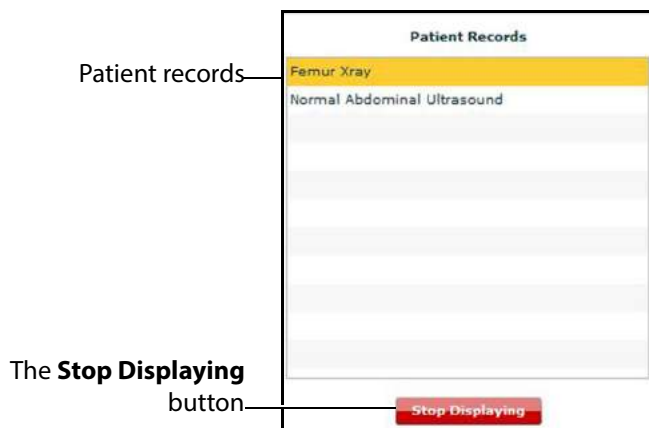 Patient Records
Patient records
Femur Xray
Normal Abdominal Ultrasound
The Stop Displaying
button
Stop Displaying